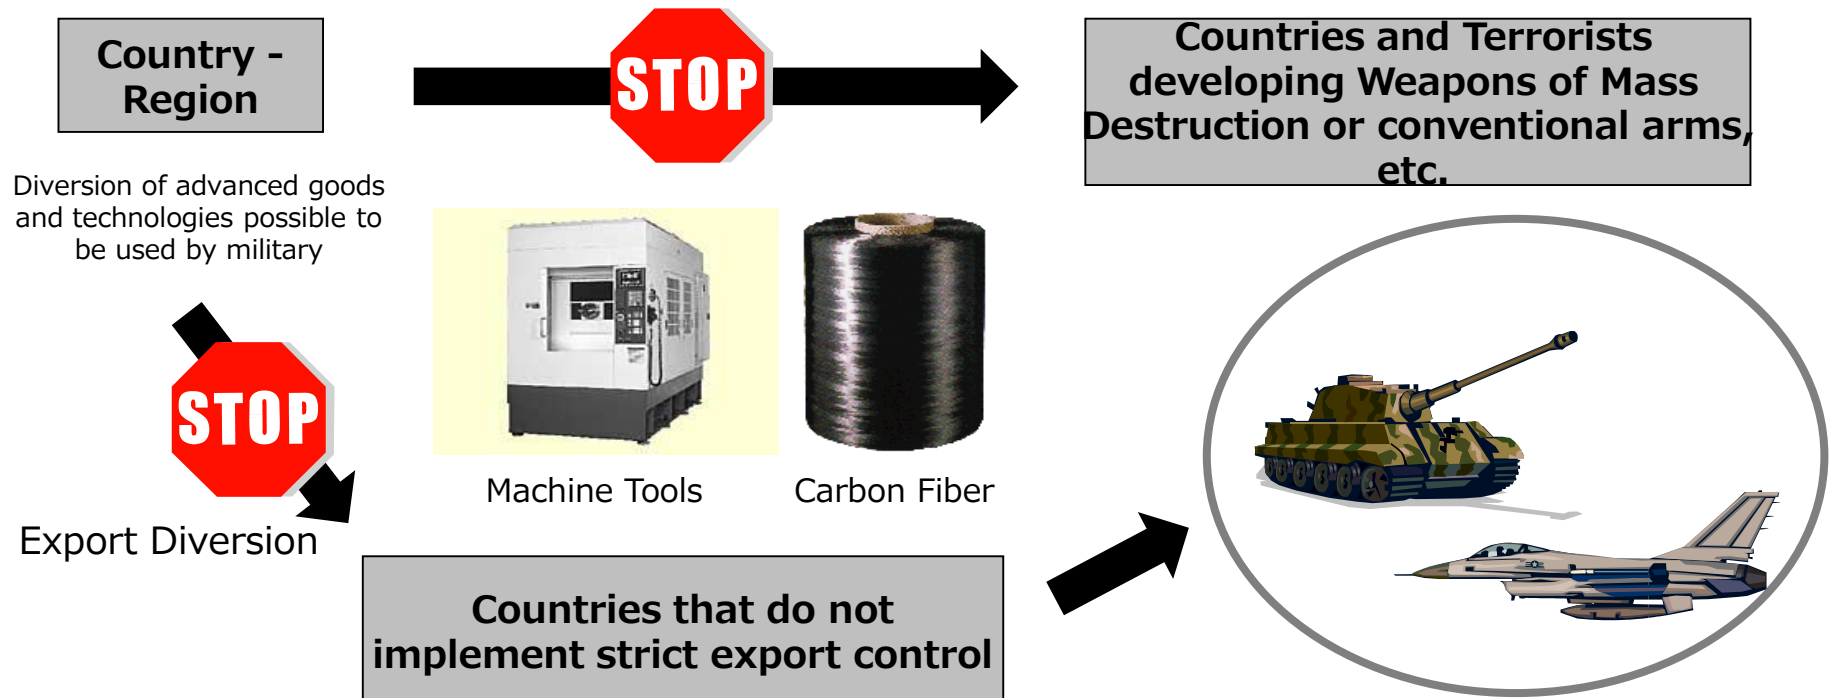 Country -
Region
STOP
Countries and Terrorists
developing Weapons of Mass
Destruction or conventional arms,
etc.
Diversion of advanced goods
and technologies possible to
be used by military
STOP
Export Diversion
Machine Tools
Carbon Fiber
Countries that do not
implement strict export control